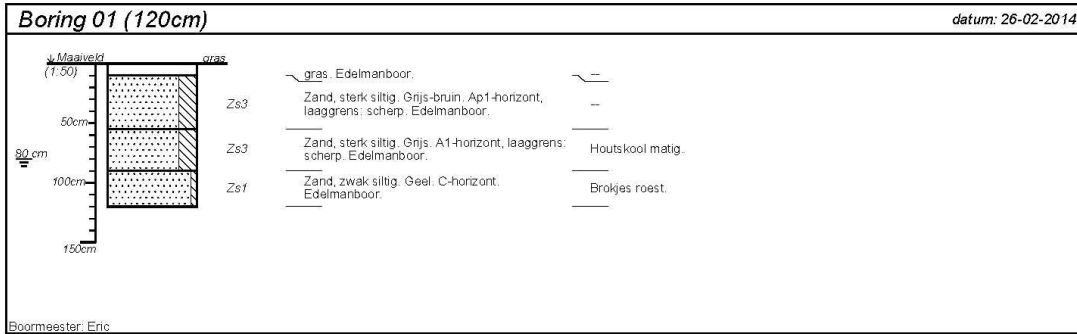 Boring 01 (120cm)
datum: 26-02-2014
Maaiveld
gras
(1:50)
gras. Edelmanboor.
--
Zs3
Zand, sterk siltig. Grijs-bruin. Ap1-horizont,
laaggrens: scherp. Edelmanboor.
--
50cm
Zs3
Zand, sterk siltig. Grijs. A1-horizont, laaggrens:
scherp. Edelmanboor.
Houtskool matig.
80 cm
100cm
Zs1
Zand, zwak siltig. Geel. C-horizont.
Edelmanboor.
Brokjes roest.
150cm
Boormeester: Eric